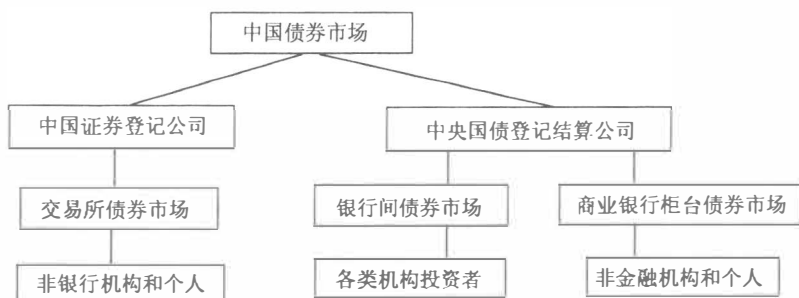 中国债券市场
中国证券登记公司
中央国债登记结算公司
交易所债券市场
银行间债券市场
商业银行柜台债券市场
非银行机构和个人
各类机构投资者
非金融机构和个人